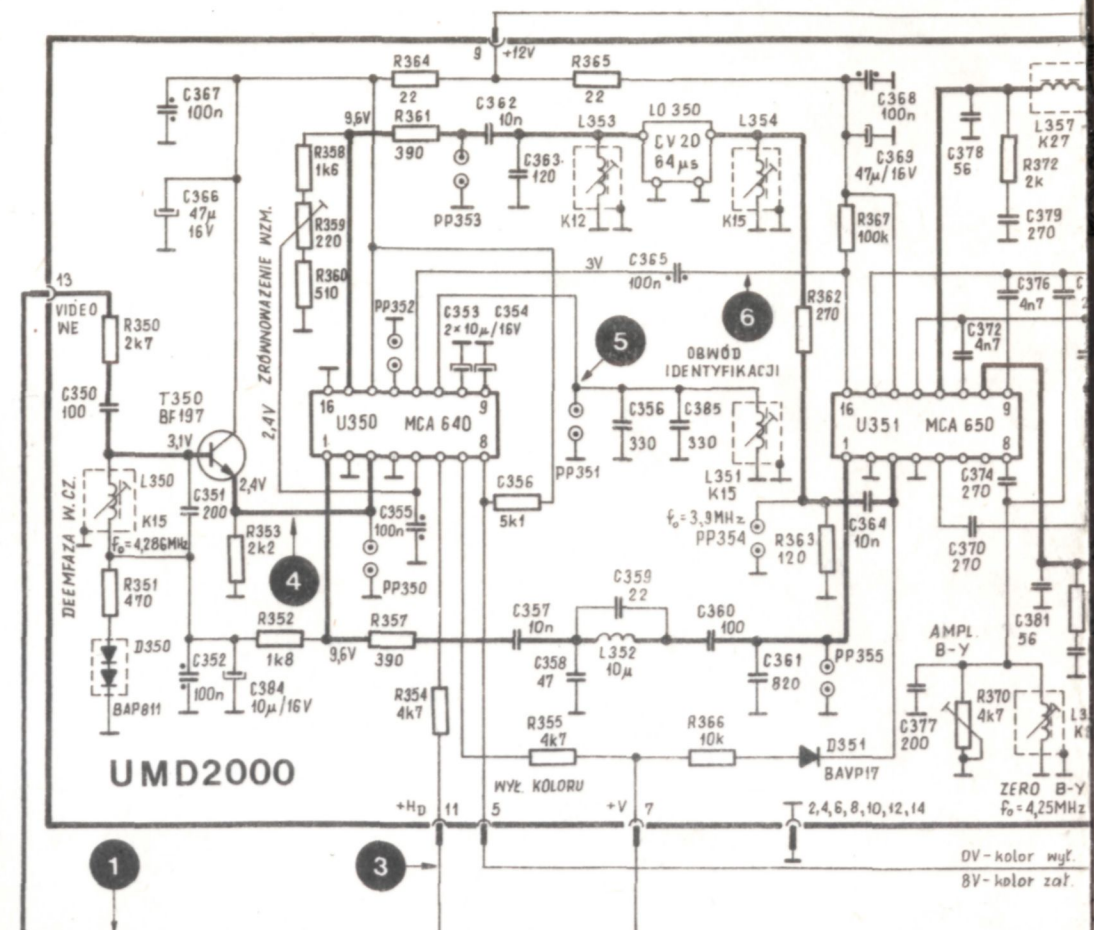 9 +12V
R364
22
R365
22
C367
100n
C362
10n
9,6V
R361
390
LO 350
CV20
64µs
L353
L354
C368
100n
C369
47µ/16V
L357
K27
C378
56
R372
2k
C379
270
R358
1k6
C363
120
C366
47µ
16V
R359
220
PP353
K12
K15
R367
100k
R360
510
2,4V ZRÓWNOWAŻENIE WZM.
3V
C365
100n
PP352
6
R362
270
C376
4n7
C372
4n7
13
VIDEO
WE
R350
2k7
C353 C354
2×10µ/16V
5
OBWÓD
IDENTYFIKACJI
C350
100
T350
BF197
16
9
U350 MCA 640
1
8
C356
330
C385
330
16
9
U351 MCA 650
1
8
3,1V
2,4V
PP351
L351
K15
L350
K15
f₀=4,286MHz
DEEMFAZA W.CZ.
C351
200
C355
100n
C356
5k1
f₀=3,9MHz
PP354
C364
10n
C374
270
R353
2k2
4
PP350
R363
120
C370
270
R351
470
C359
22
C381
56
R352
1k8
9,6V
R357
390
C357
10n
L352
10µ
C360
100
PP355
AMPL.
B-Y
D350
BAP811
C352
100n
C384
10µ/16V
C358
47
C361
820
R354
4k7
R355
4k7
R366
10k
D351
BAVP17
C377
200
R370
4k7
UMD2000
WYŁ. KOLORU
ZERO B-Y
f₀=4,25MHz
+H_D 11
5
+V 7
2,4,6,8,10,12,14
1
3
0V-kolor wył.
8V-kolor zał.